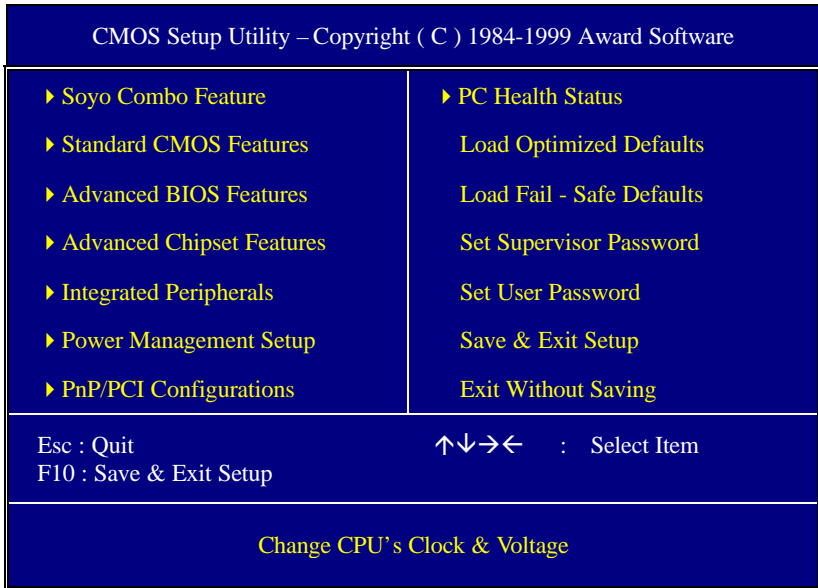 CMOS Setup Utility – Copyright ( C ) 1984-1999 Award Software
Soyo Combo Feature
Standard CMOS Features
Advanced BIOS Features
Advanced Chipset Features
Integrated Peripherals
Power Management Setup
PnP/PCI Configurations
PC Health Status
Load Optimized Defaults
Load Fail - Safe Defaults
Set Supervisor Password
Set User Password
Save & Exit Setup
Exit Without Saving
Esc : Quit
F10 : Save & Exit Setup
↑↓→← : Select Item
Change CPU’s Clock & Voltage